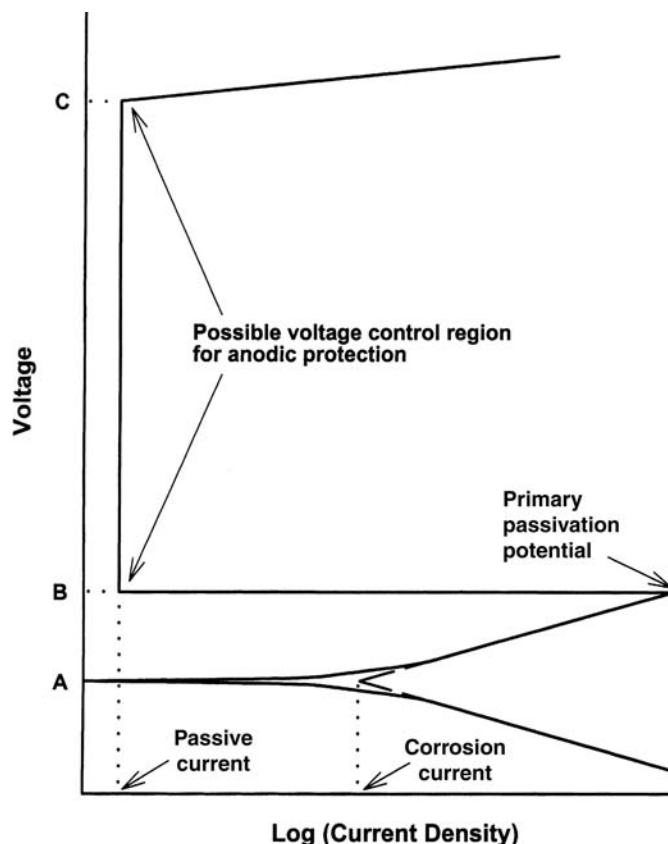 C
Possible voltage control region
for anodic protection
Voltage
Primary
passivation
potential
B
A
Passive
current
Corrosion
current
Log (Current Density)